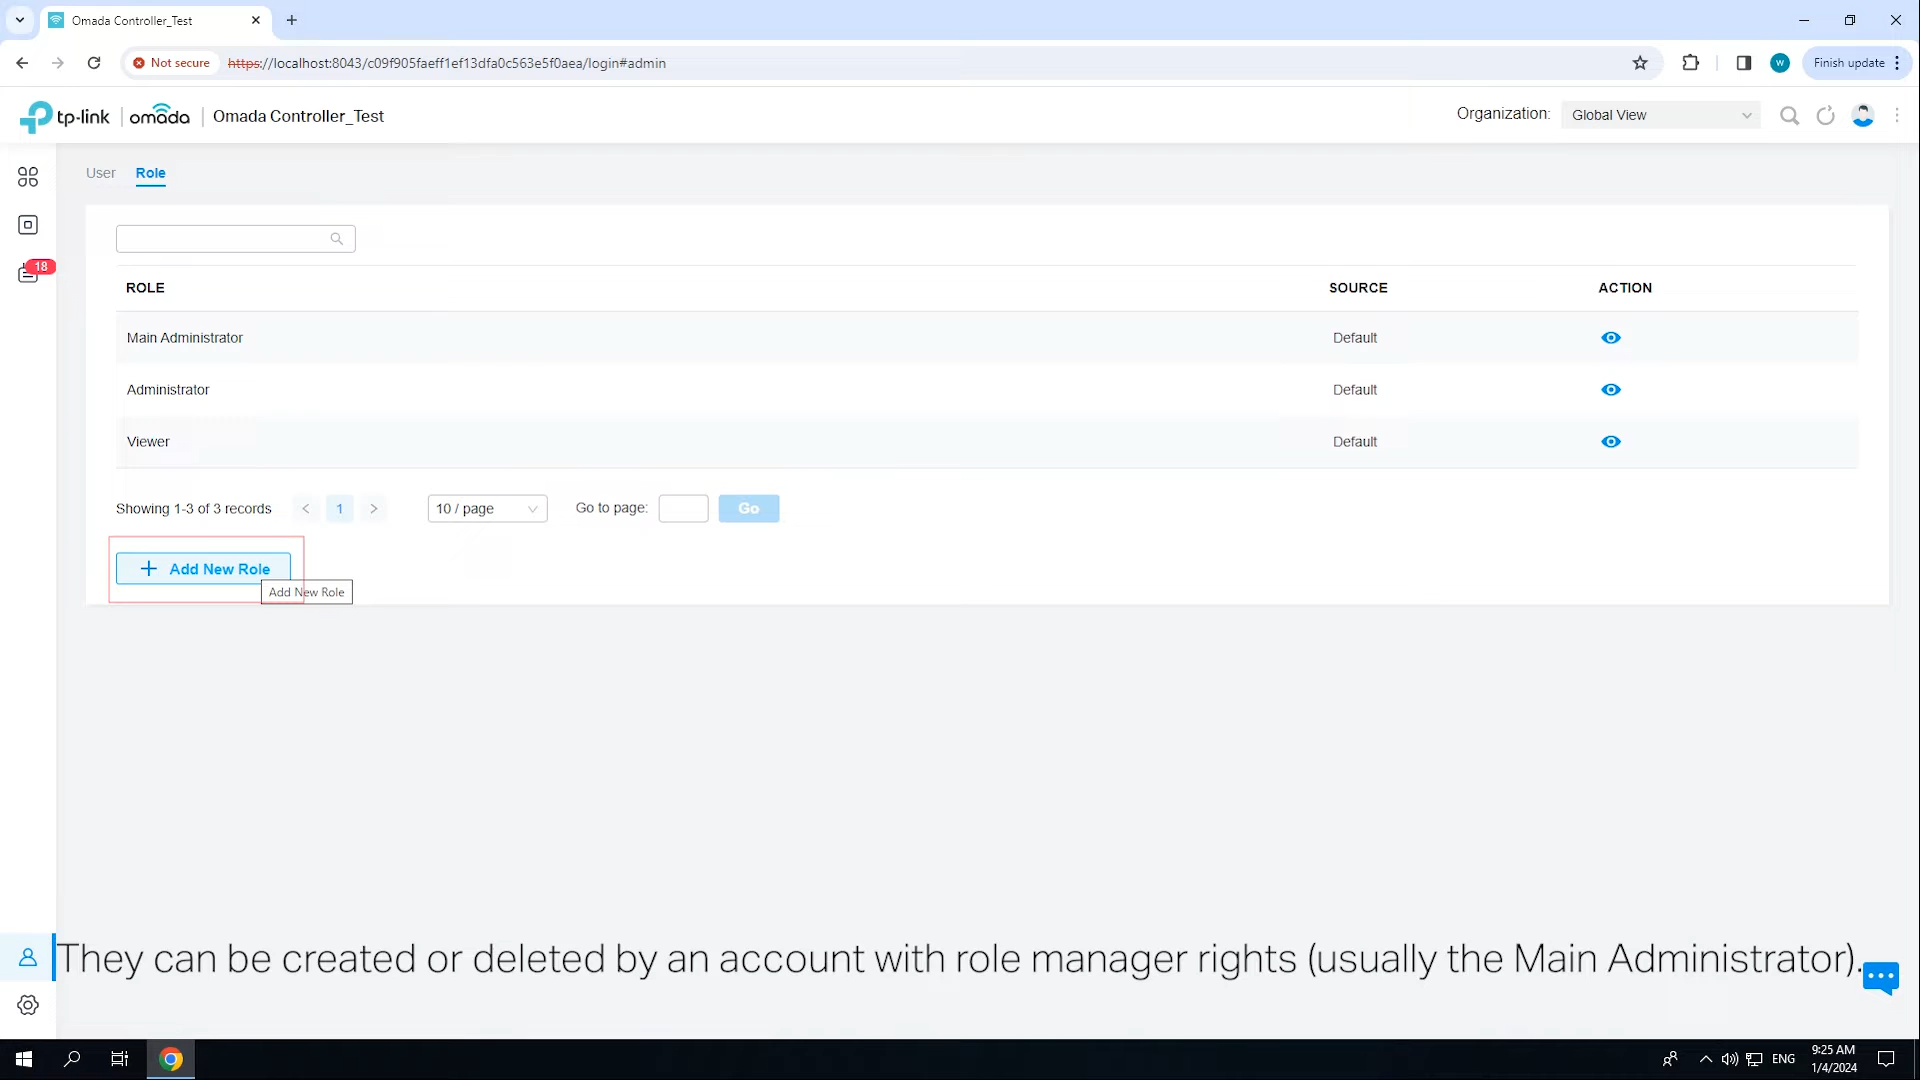 Omada Controller_Test
Not secure
https://localhost:8043/c09f905faeff1ef13dfa0c563e5f0aea/login#admin
W
Finish update
tp-link
omada
Omada Controller_Test
Organization:
Global View
User
Role
18
ROLE
SOURCE
ACTION
Main Administrator
Default
Administrator
Default
Viewer
Default
Showing 1-3 of 3 records
1
10 / page
Go to page:
Go
Add New Role
Add New Role
They can be created or deleted by an account with role manager rights (usually the Main Administrator).
ENG
9:25 AM
1/4/2024